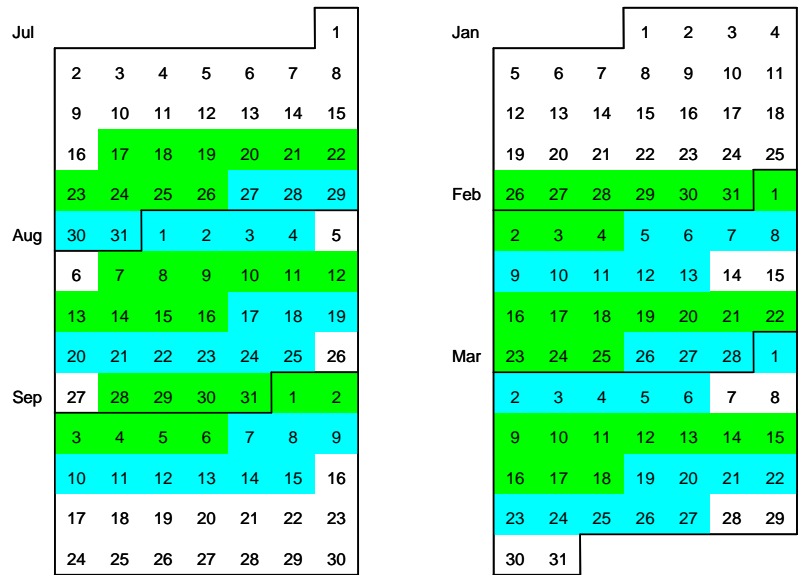 Jul 1
2 3 4 5 6 7 8
9 10 11 12 13 14 15
16 17 18 19 20 21 22
23 24 25 26 27 28 29
Aug 30 31 1 2 3 4 5
6 7 8 9 10 11 12
13 14 15 16 17 18 19
20 21 22 23 24 25 26
Sep 27 28 29 30 31 1 2
3 4 5 6 7 8 9
10 11 12 13 14 15 16
17 18 19 20 21 22 23
24 25 26 27 28 29 30
Jan 1 2 3 4
5 6 7 8 9 10 11
12 13 14 15 16 17 18
19 20 21 22 23 24 25
Feb 26 27 28 29 30 31 1
2 3 4 5 6 7 8
9 10 11 12 13 14 15
16 17 18 19 20 21 22
Mar 23 24 25 26 27 28 1
2 3 4 5 6 7 8
9 10 11 12 13 14 15
16 17 18 19 20 21 22
23 24 25 26 27 28 29
30 31